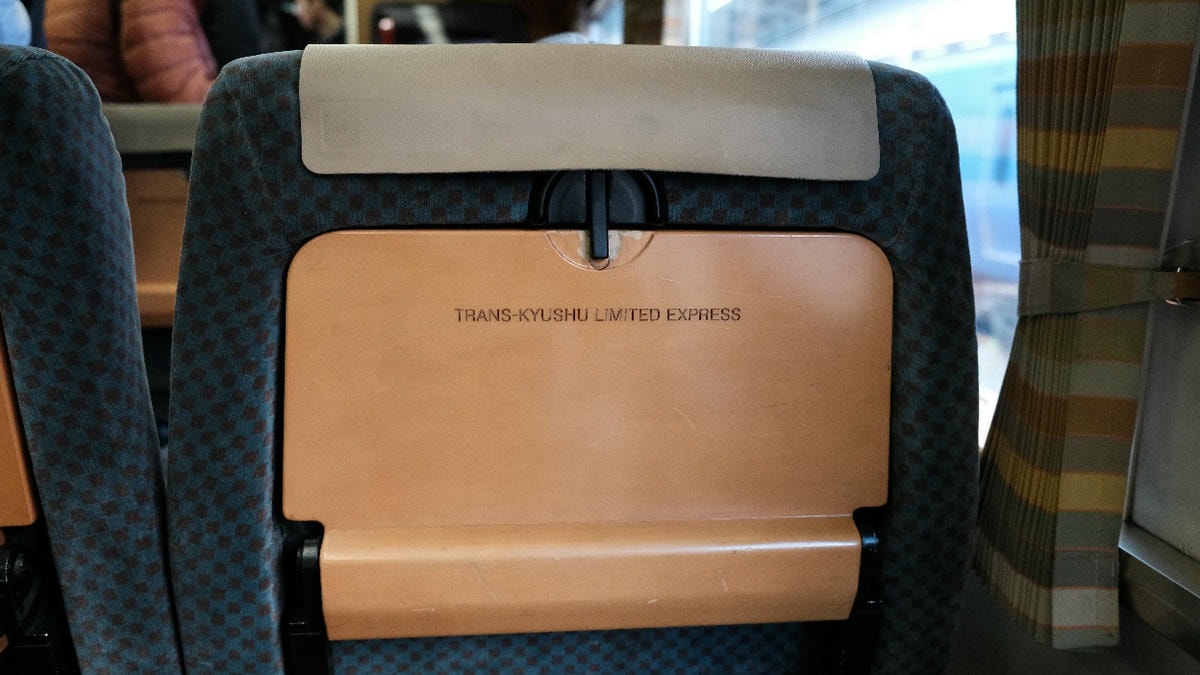 TRANS-KYUSHU LIMITED EXPRESS